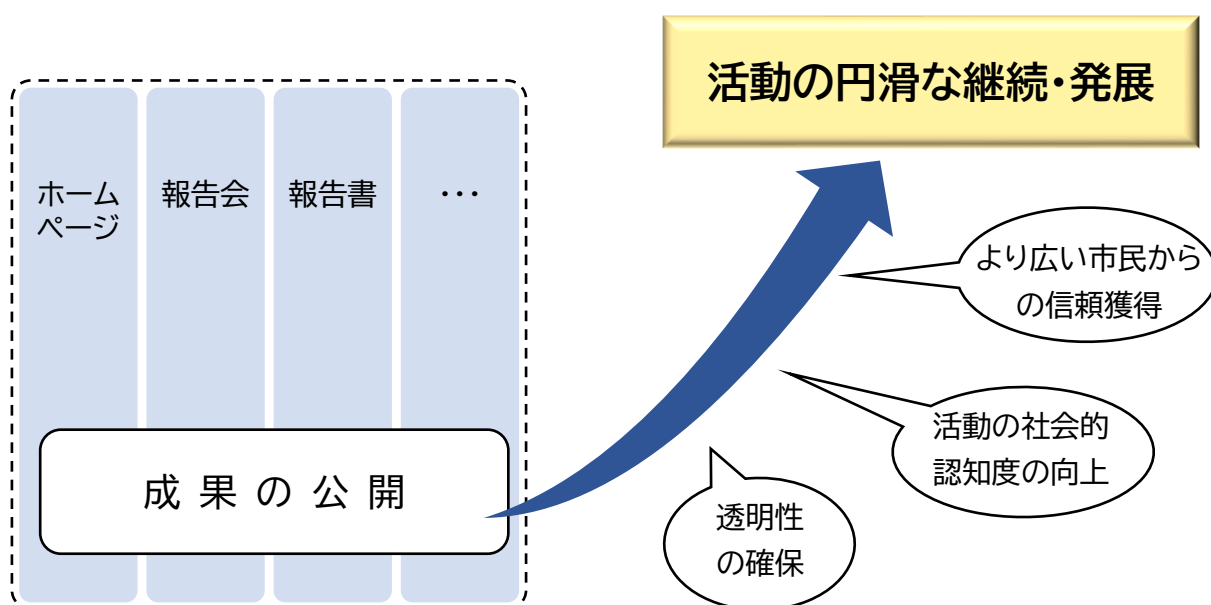 活動の円滑な継続・発展
ホーム
ページ
報告会
報告書
・・・
より広い市民から
の信頼獲得
活動の社会的
認知度の向上
成果の公開
透明性
の確保